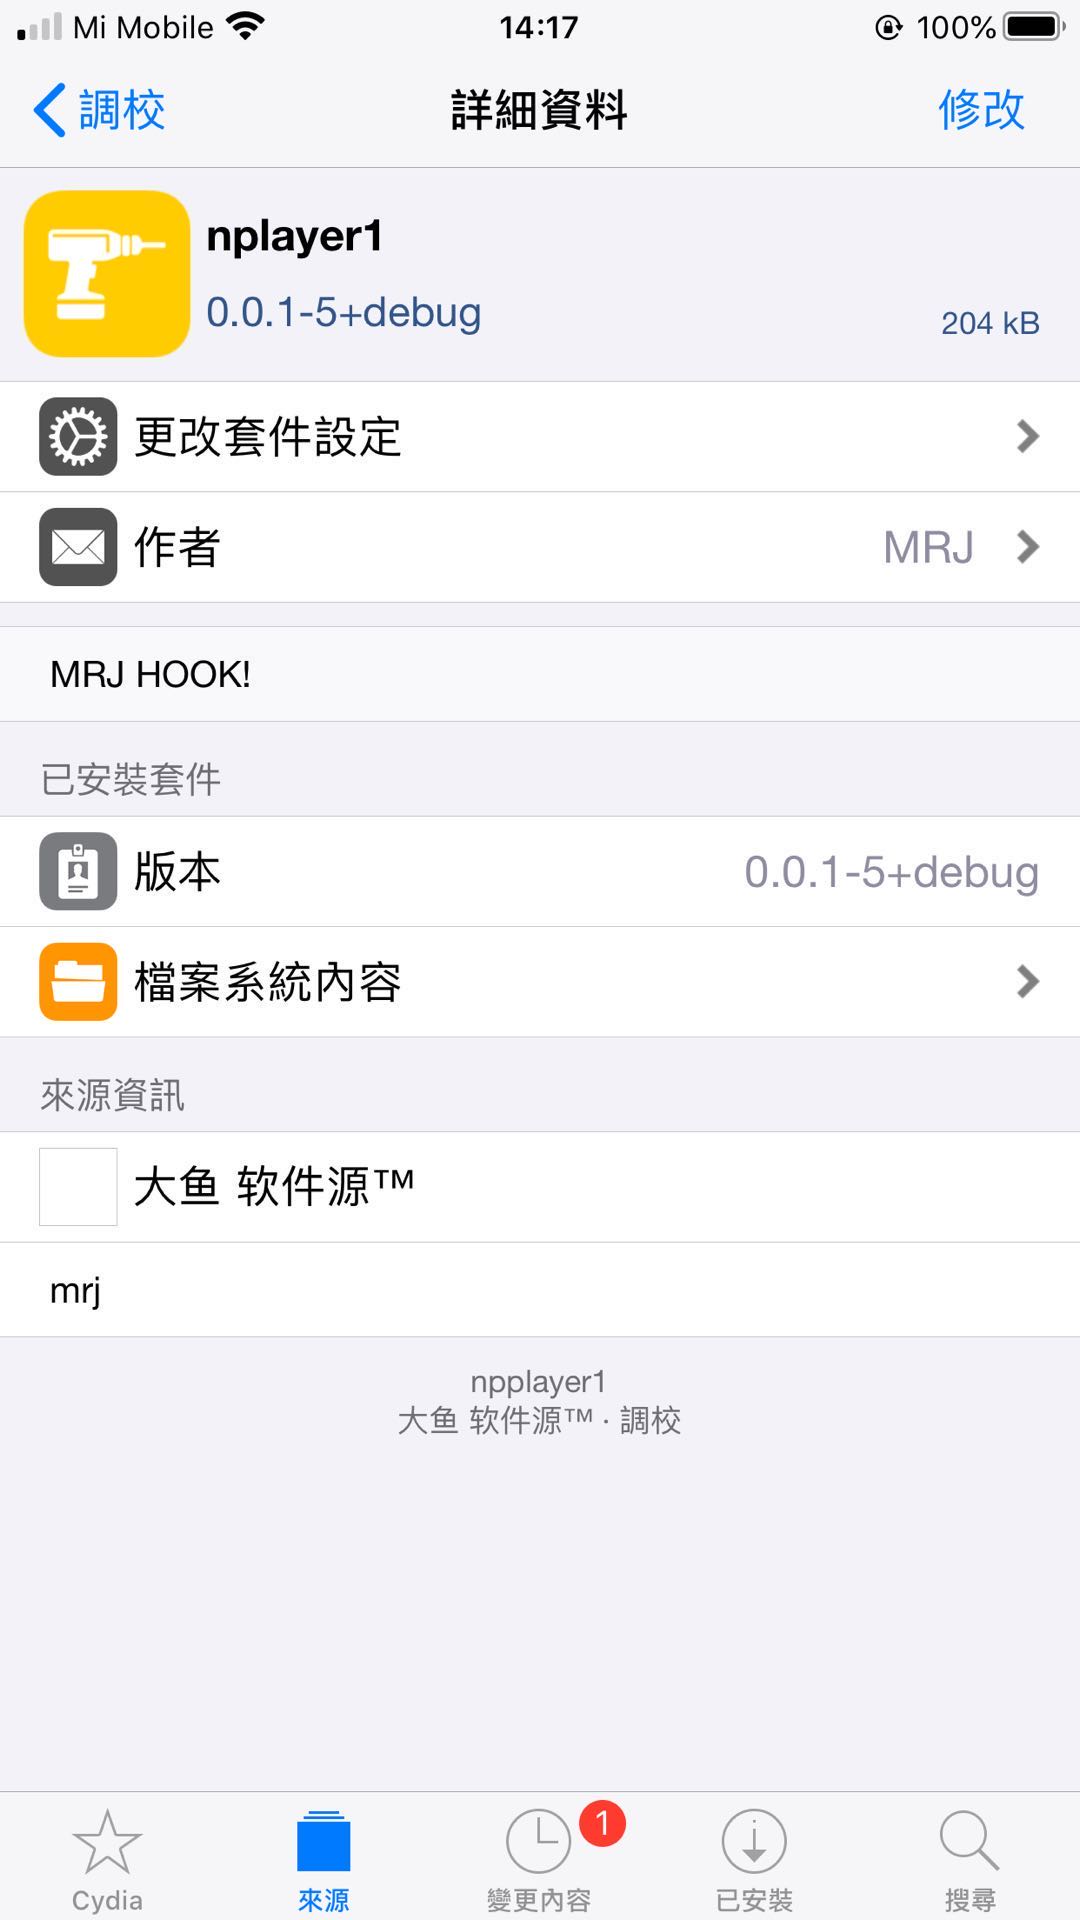 Mi Mobile 14:17 100%
調校 詳細資料 修改
nplayer1
0.0.1-5+debug
204 kB
更改套件設定
作者 MRJ
MRJ HOOK!
已安裝套件
版本 0.0.1-5+debug
檔案系統內容
來源資訊
大鱼 软件源™
mrj
npplayer1
大鱼 软件源™ · 調校
1
Cydia 來源 變更內容 已安裝 搜尋